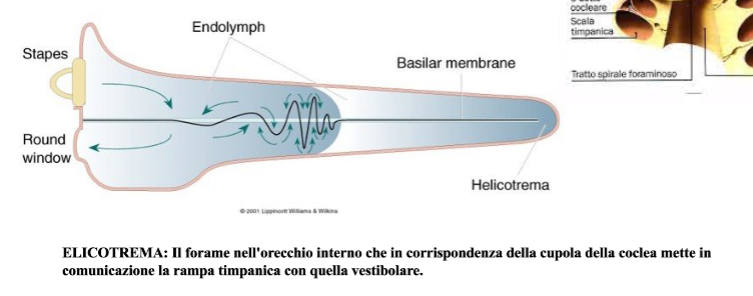 Endolymph
cocleare
Scala
timpanica
Stapes
Basilar membrane
Tratto spirale foraminoso
Round
window
Helicotrema
© 2001 Lippincott Williams & Wilkins
ELICOTREMA: Il forame nell'orecchio interno che in corrispondenza della cupola della coclea mette in
comunicazione la rampa timpanica con quella vestibolare.